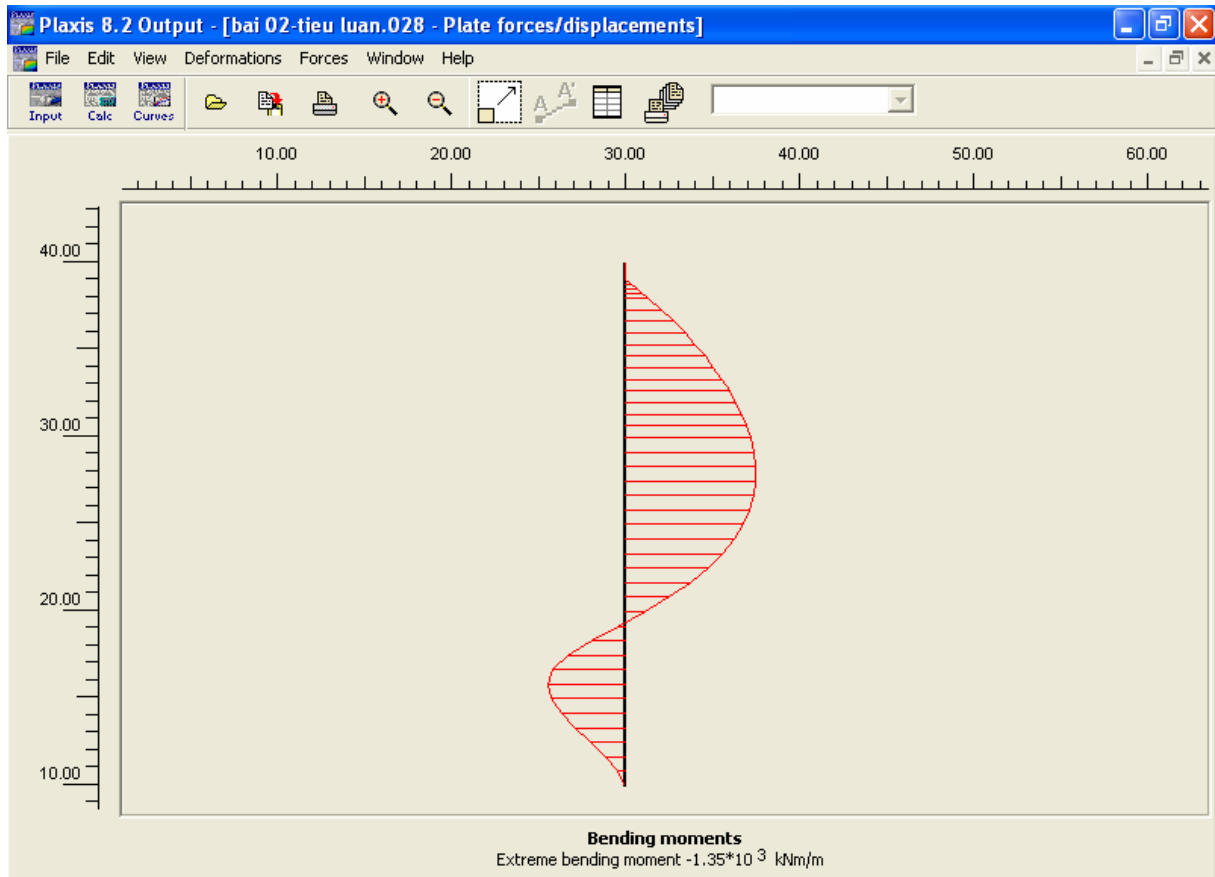 Plaxis 8.2 Output - [bai 02-tieu luan.028 - Plate forces/displacements]
File Edit View Deformations Forces Window Help
Input Calc Curves A A'
10.00 20.00 30.00 40.00 50.00 60.00
40.00
30.00
20.00
10.00
Bending moments
Extreme bending moment -1.35*10 3 kNm/m